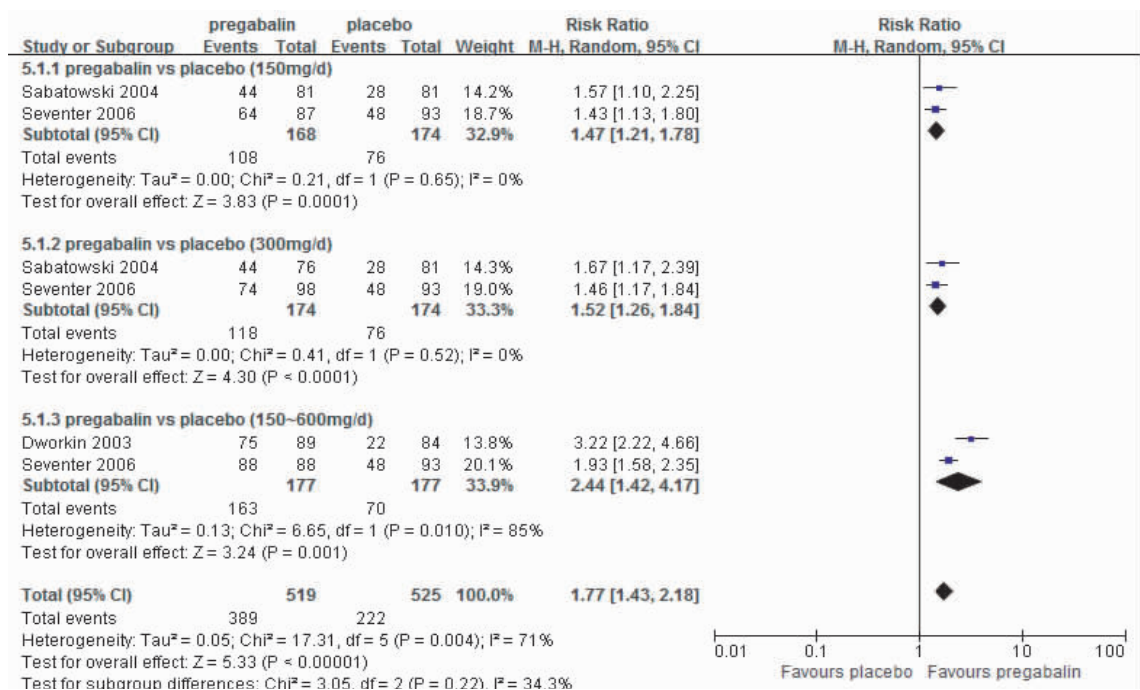 pregabalin placebo Risk Ratio Risk Ratio
Study or Subgroup Events Total Events Total Weight M-H, Random, 95% CI M-H, Random, 95% CI
5.1.1 pregabalin vs placebo (150mg/d)
Sabatowski 2004 44 81 28 81 14.2% 1.57 [1.10, 2.25]
Seventer 2006 64 87 48 93 18.7% 1.43 [1.13, 1.80]
Subtotal (95% CI) 168 174 32.9% 1.47 [1.21, 1.78]
Total events 108 76
Heterogeneity: Tau² = 0.00; Chi² = 0.21, df = 1 (P = 0.65); I² = 0%
Test for overall effect: Z = 3.83 (P = 0.0001)
5.1.2 pregabalin vs placebo (300mg/d)
Sabatowski 2004 44 76 28 81 14.3% 1.67 [1.17, 2.39]
Seventer 2006 74 98 48 93 19.0% 1.46 [1.17, 1.84]
Subtotal (95% CI) 174 174 33.3% 1.52 [1.26, 1.84]
Total events 118 76
Heterogeneity: Tau² = 0.00; Chi² = 0.41, df = 1 (P = 0.52); I² = 0%
Test for overall effect: Z = 4.30 (P < 0.0001)
5.1.3 pregabalin vs placebo (150~600mg/d)
Dworkin 2003 75 89 22 84 13.8% 3.22 [2.22, 4.66]
Seventer 2006 88 88 48 93 20.1% 1.93 [1.58, 2.35]
Subtotal (95% CI) 177 177 33.9% 2.44 [1.42, 4.17]
Total events 163 70
Heterogeneity: Tau² = 0.13; Chi² = 6.65, df = 1 (P = 0.010); I² = 85%
Test for overall effect: Z = 3.24 (P = 0.001)
Total (95% CI) 519 525 100.0% 1.77 [1.43, 2.18]
Total events 389 222
Heterogeneity: Tau² = 0.05; Chi² = 17.31, df = 5 (P = 0.004); I² = 71%
Test for overall effect: Z = 5.33 (P < 0.00001)
Test for subgroup differences: Chi² = 3.05, df = 2 (P = 0.22), I² = 34.3%
0.01 0.1 1 10 100
Favours placebo Favours pregabalin